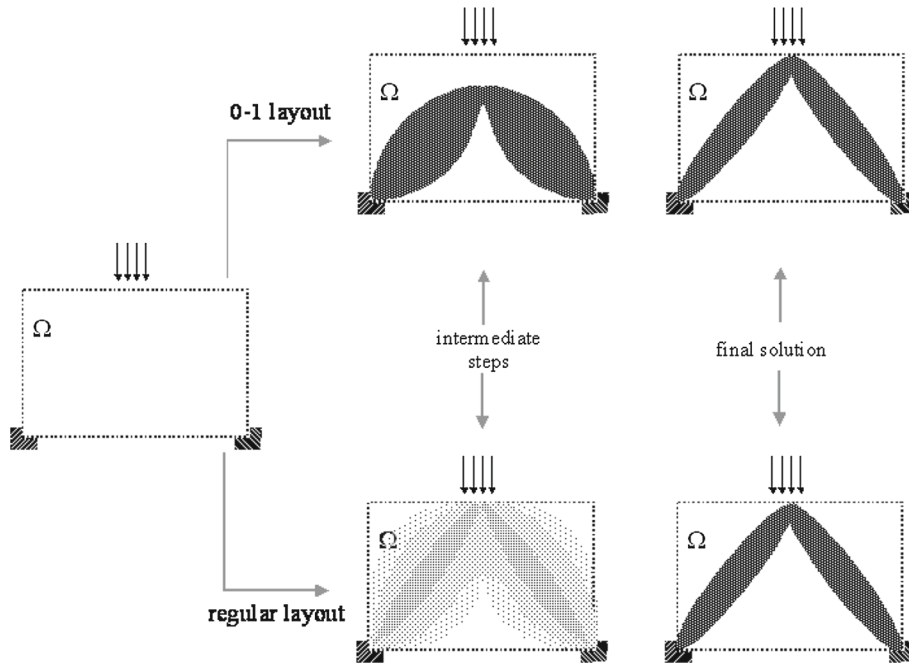 Ω
Ω
0-1 layout
Ω
intermediate
steps
final solution
Ω
Ω
regular layout